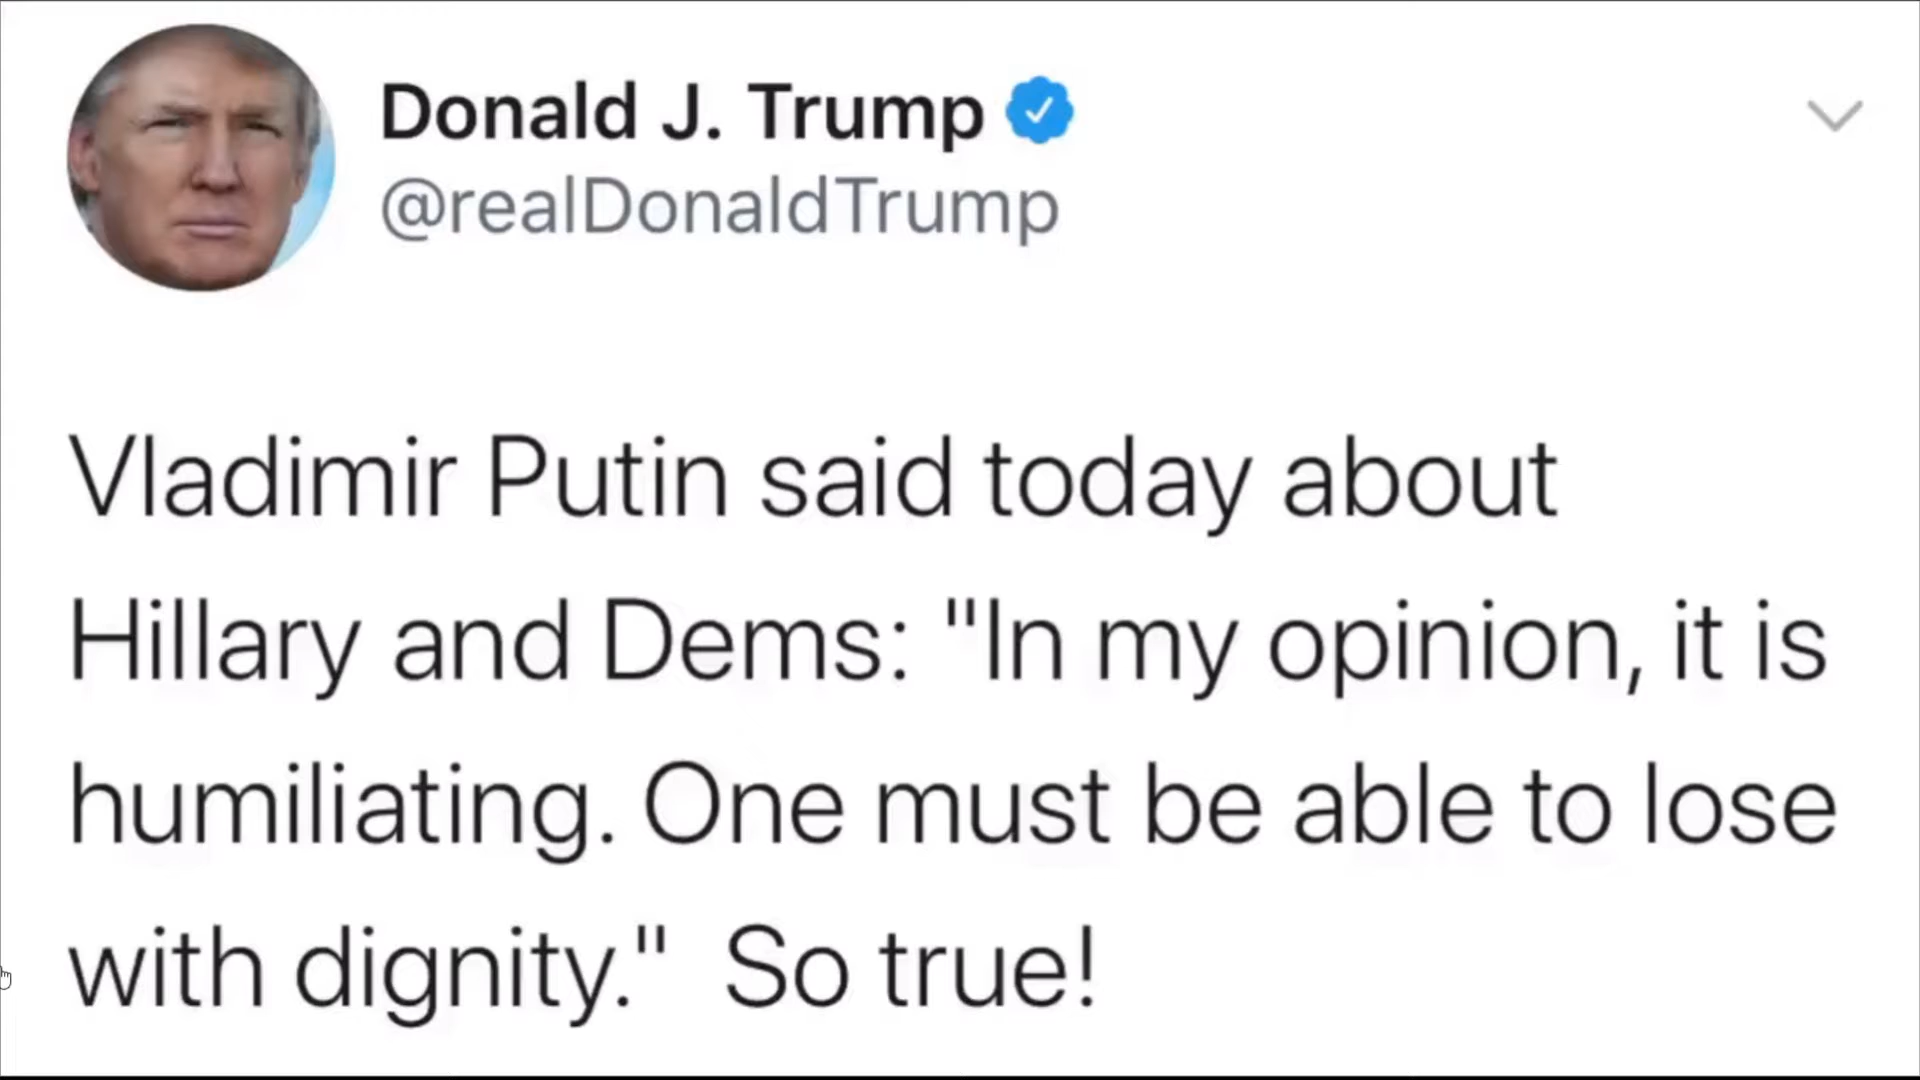 Donald J. Trump
@realDonaldTrump
Vladimir Putin said today about
Hillary and Dems: "In my opinion, it is
humiliating. One must be able to lose
with dignity."  So true!